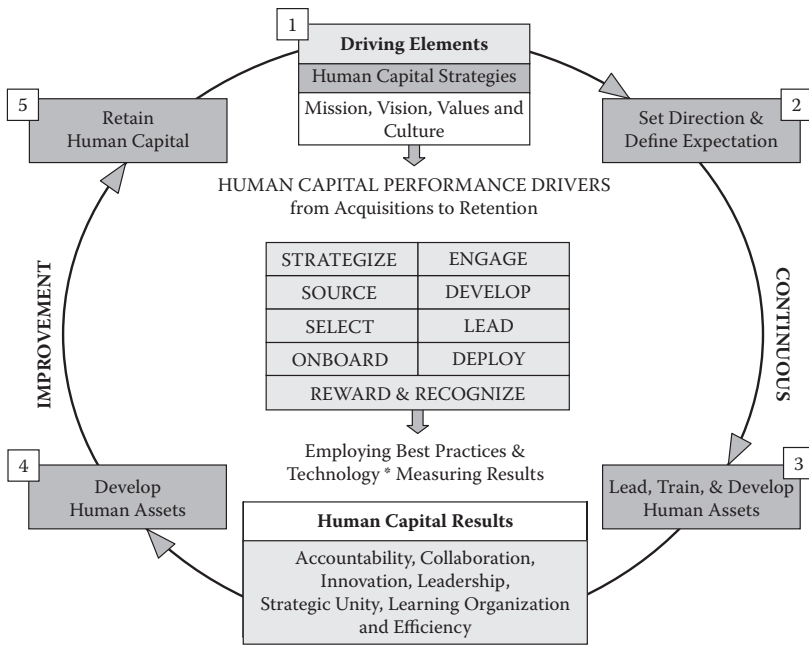 1
Driving Elements
Human Capital Strategies
Mission, Vision, Values and
Culture
5
Retain
Human Capital
2
Set Direction &
Define Expectation
HUMAN CAPITAL PERFORMANCE DRIVERS
from Acquisitions to Retention
STRATEGIZE
ENGAGE
SOURCE
DEVELOP
SELECT
LEAD
ONBOARD
DEPLOY
REWARD & RECOGNIZE
IMPROVEMENT
CONTINUOUS
Employing Best Practices &
Technology * Measuring Results
4
Develop
Human Assets
3
Lead, Train, & Develop
Human Assets
Human Capital Results
Accountability, Collaboration,
Innovation, Leadership,
Strategic Unity, Learning Organization
and Efficiency